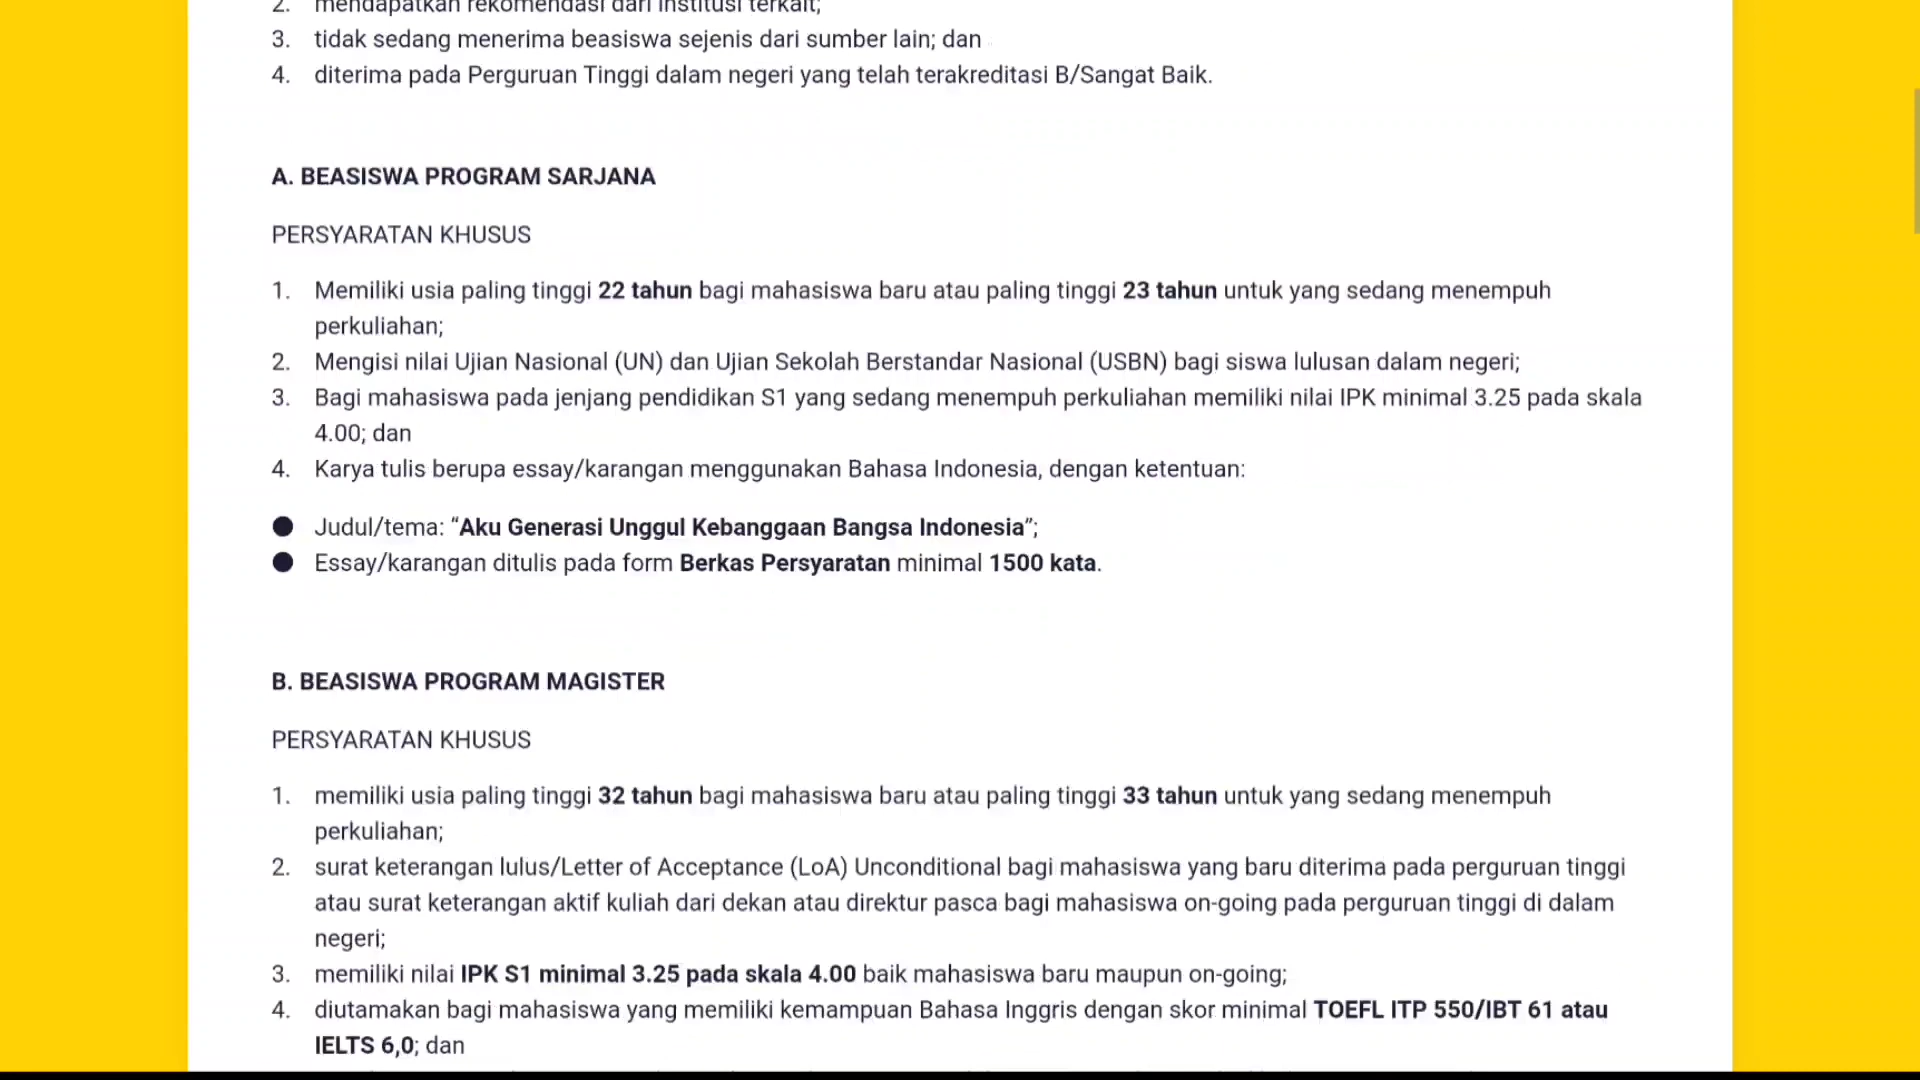 2. mendapatkan rekomendasi dari institusi terkait;
3. tidak sedang menerima beasiswa sejenis dari sumber lain; dan
4. diterima pada Perguruan Tinggi dalam negeri yang telah terakreditasi B/Sangat Baik.
A. BEASISWA PROGRAM SARJANA
PERSYARATAN KHUSUS
1. Memiliki usia paling tinggi 22 tahun bagi mahasiswa baru atau paling tinggi 23 tahun untuk yang sedang menempuh
perkuliahan;
2. Mengisi nilai Ujian Nasional (UN) dan Ujian Sekolah Berstandar Nasional (USBN) bagi siswa lulusan dalam negeri;
3. Bagi mahasiswa pada jenjang pendidikan S1 yang sedang menempuh perkuliahan memiliki nilai IPK minimal 3.25 pada skala
4.00; dan
4. Karya tulis berupa essay/karangan menggunakan Bahasa Indonesia, dengan ketentuan:
● Judul/tema: “Aku Generasi Unggul Kebanggaan Bangsa Indonesia”;
● Essay/karangan ditulis pada form Berkas Persyaratan minimal 1500 kata.
B. BEASISWA PROGRAM MAGISTER
PERSYARATAN KHUSUS
1. memiliki usia paling tinggi 32 tahun bagi mahasiswa baru atau paling tinggi 33 tahun untuk yang sedang menempuh
perkuliahan;
2. surat keterangan lulus/Letter of Acceptance (LoA) Unconditional bagi mahasiswa yang baru diterima pada perguruan tinggi
atau surat keterangan aktif kuliah dari dekan atau direktur pasca bagi mahasiswa on-going pada perguruan tinggi di dalam
negeri;
3. memiliki nilai IPK S1 minimal 3.25 pada skala 4.00 baik mahasiswa baru maupun on-going;
4. diutamakan bagi mahasiswa yang memiliki kemampuan Bahasa Inggris dengan skor minimal TOEFL ITP 550/IBT 61 atau
IELTS 6,0; dan